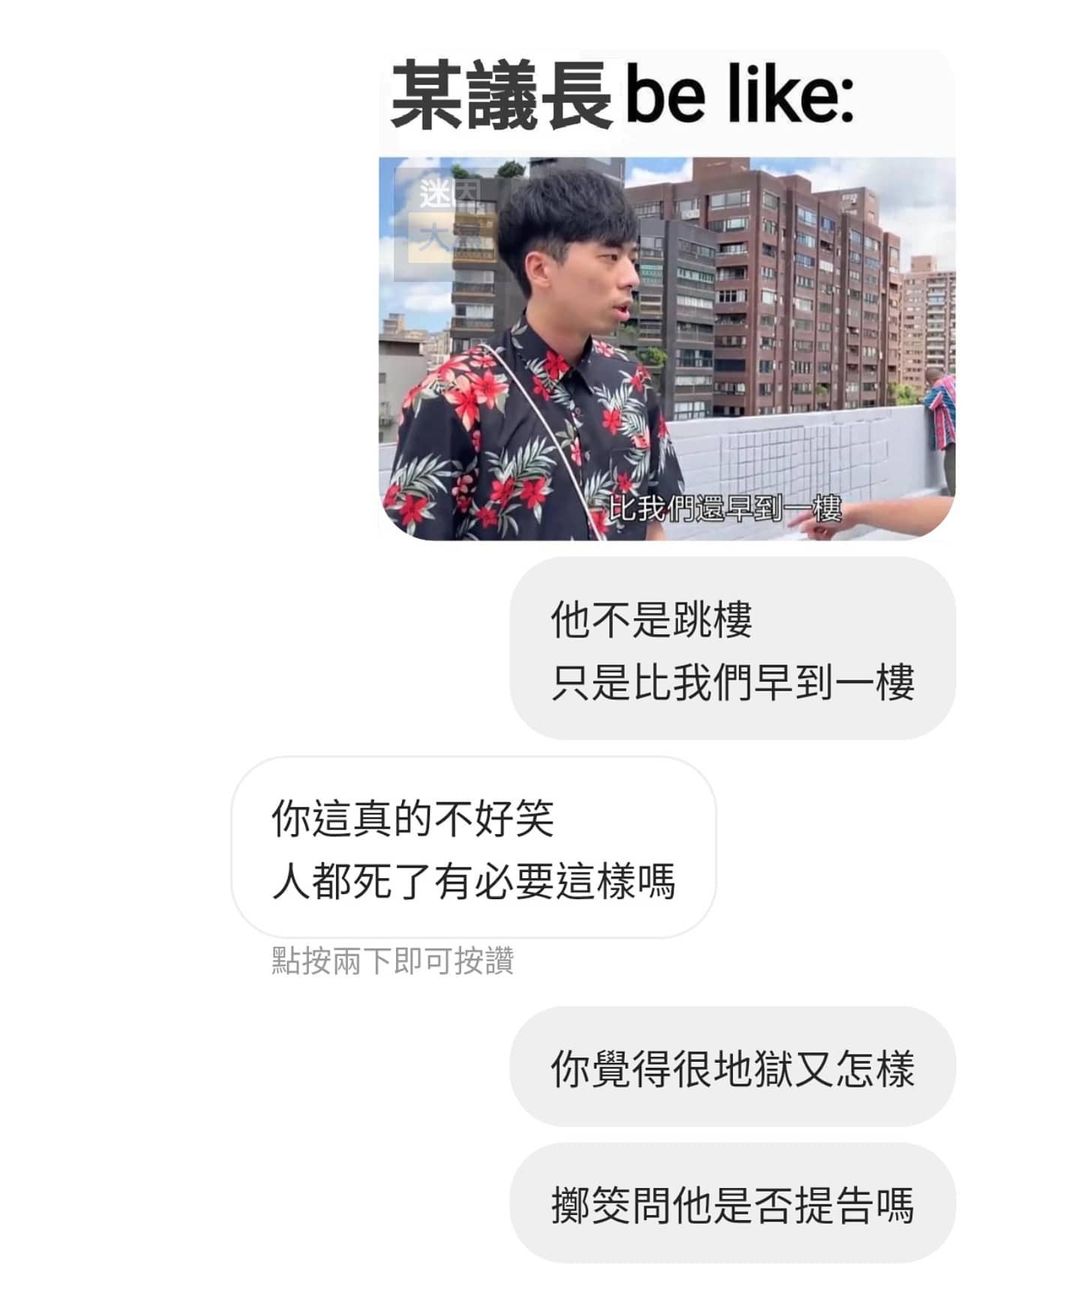 某議長be like:
迷因
大
比我們還早到一樓
他不是跳樓
只是比我們早到一樓
你這真的不好笑
人都死了有必要這樣嗎
點按兩下即可按讚
你覺得很地獄又怎樣
擲筊問他是否提告嗎